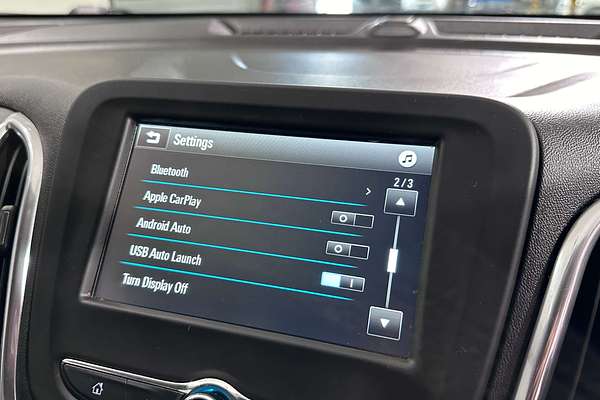 Settings
2/3
Bluetooth
Apple CarPlay
Android Auto
USB Auto Launch
Turn Display Off